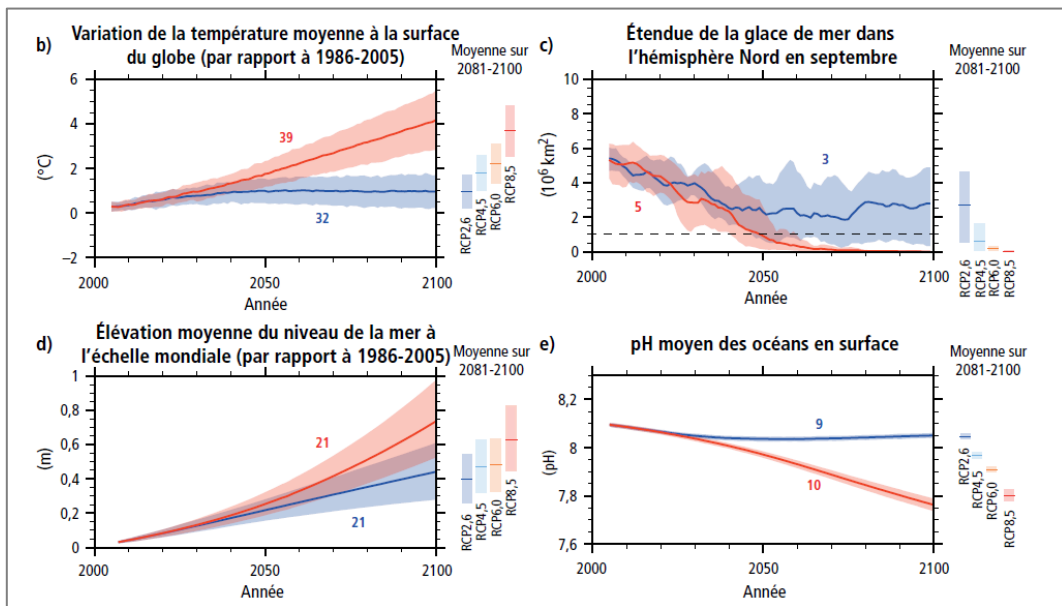 b)
Variation de la température moyenne à la surface
du globe (par rapport à 1986-2005)
Moyenne sur
2081-2100
6
4
2
0
−2
(°C)
39
32
2000
2050
2100
Année
RCP2,6
RCP4,5
RCP6,0
RCP8,5
c)
Étendue de la glace de mer dans
l'hémisphère Nord en septembre
Moyenne sur
2081-2100
10
8
6
4
2
0
(10⁶ km²)
3
5
2000
2050
2100
Année
RCP2,6
RCP4,5
RCP6,0
RCP8,5
d)
Élévation moyenne du niveau de la mer à
l'échelle mondiale (par rapport à 1986-2005)
Moyenne sur
2081-2100
1
0,8
0,6
0,4
0,2
0
(m)
21
21
2000
2050
2100
Année
RCP2,6
RCP4,5
RCP6,0
RCP8,5
e)
pH moyen des océans en surface
Moyenne sur
2081-2100
8,2
8,0
7,8
7,6
(pH)
9
10
2000
2050
2100
Année
RCP2,6
RCP4,5
RCP6,0
RCP8,5